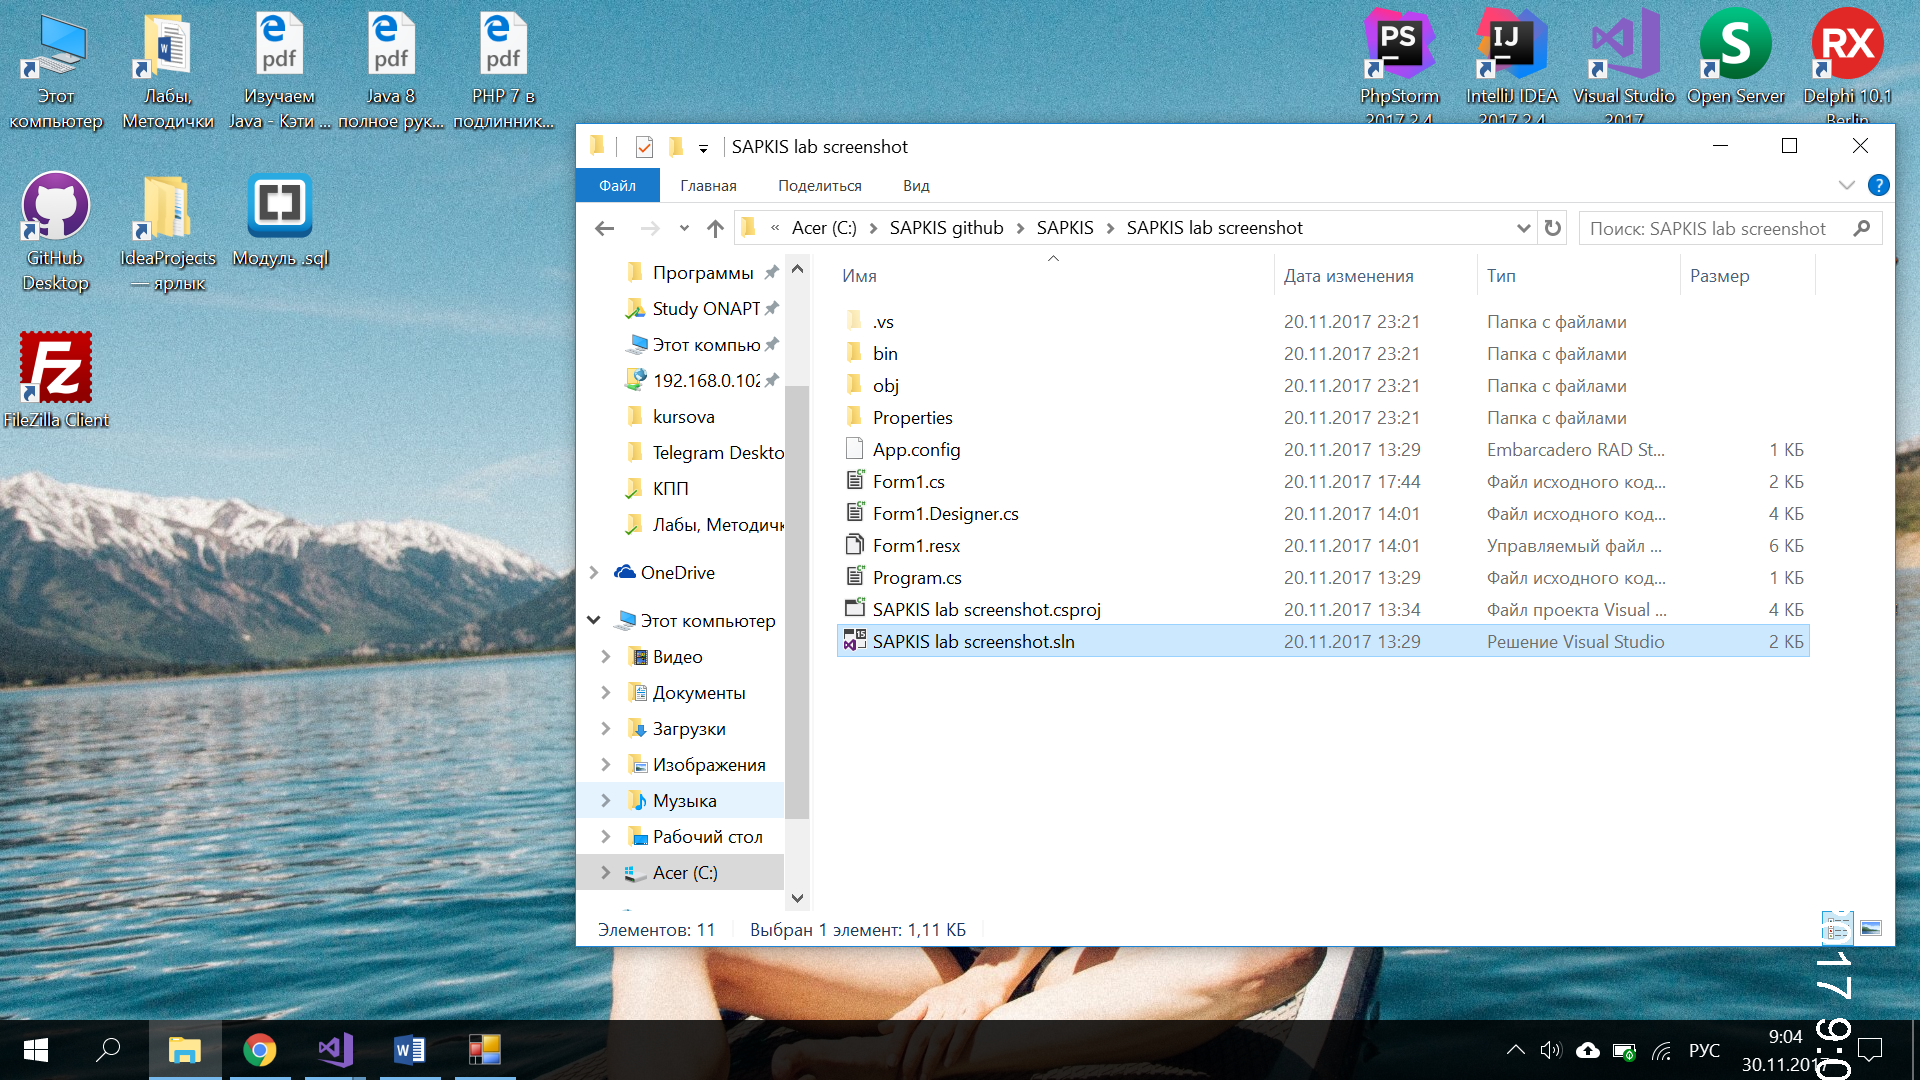 Этот
компьютер
Лабы,
Методички
Изучаем
Java - Кэти ...
Java 8
полное рук...
PHP 7 в
подлинник...
GitHub
Desktop
IdeaProjects
— ярлык
Модуль .sql
FileZilla Client
PhpStorm
2017.2.4
IntelliJ IDEA
2017.2.4
Visual Studio
2017
Open Server
Delphi 10.1
Berlin
SAPKIS lab screenshot
Файл Главная Поделиться Вид
« Acer (C:) SAPKIS github SAPKIS SAPKIS lab screenshot
Поиск: SAPKIS lab screenshot
Программы
Study ONAPT
Этот компью
192.168.0.102
kursova
Telegram Deskto
КПП
Лабы, Методичк
OneDrive
Этот компьютер
Видео
Документы
Загрузки
Изображения
Музыка
Рабочий стол
Acer (C:)
Имя Дата изменения Тип Размер
.vs 20.11.2017 23:21 Папка с файлами
bin 20.11.2017 23:21 Папка с файлами
obj 20.11.2017 23:21 Папка с файлами
Properties 20.11.2017 23:21 Папка с файлами
App.config 20.11.2017 13:29 Embarcadero RAD St... 1 КБ
Form1.cs 20.11.2017 17:44 Файл исходного код... 2 КБ
Form1.Designer.cs 20.11.2017 14:01 Файл исходного код... 4 КБ
Form1.resx 20.11.2017 14:01 Управляемый файл ... 6 КБ
Program.cs 20.11.2017 13:29 Файл исходного код... 1 КБ
SAPKIS lab screenshot.csproj 20.11.2017 13:34 Файл проекта Visual ... 4 КБ
SAPKIS lab screenshot.sln 20.11.2017 13:29 Решение Visual Studio 2 КБ
Элементов: 11 Выбран 1 элемент: 1,11 КБ
17 9:0
РУС
9:04
30.11.2017